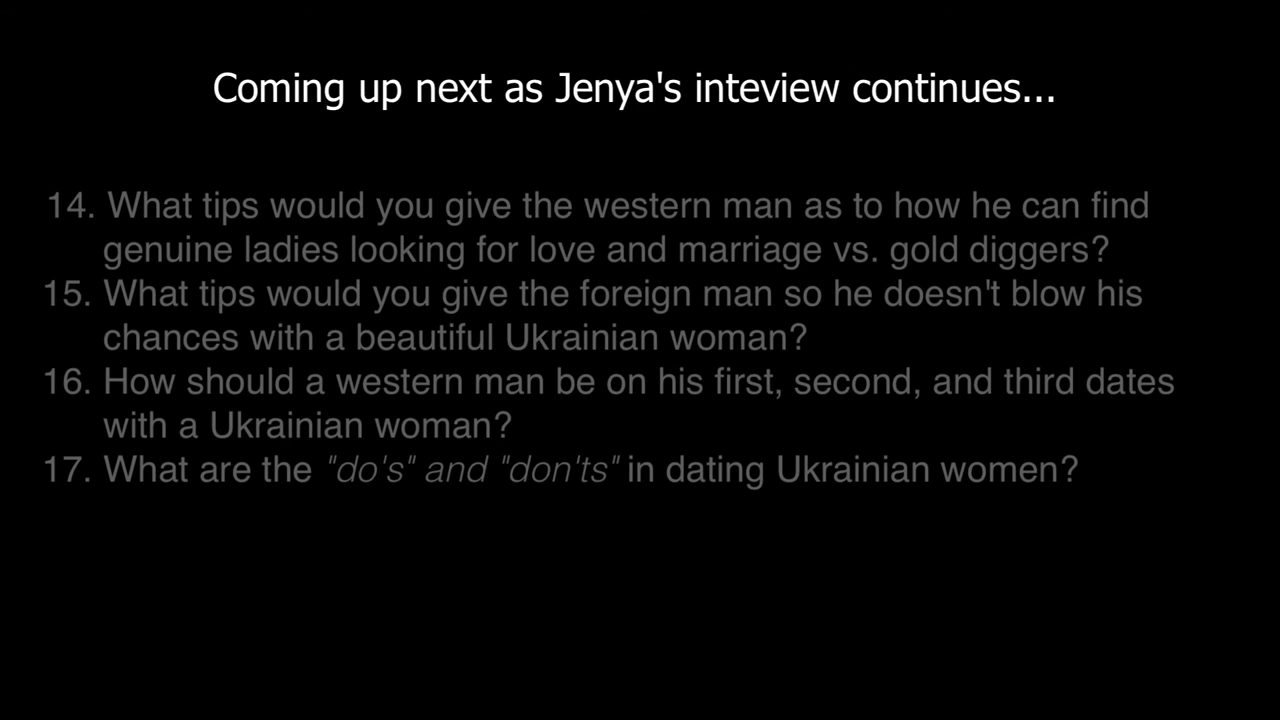 Coming up next as Jenya's inteview continues...
14. What tips would you give the western man as to how he can find
genuine ladies looking for love and marriage vs. gold diggers?
15. What tips would you give the foreign man so he doesn't blow his
chances with a beautiful Ukrainian woman?
16. How should a western man be on his first, second, and third dates
with a Ukrainian woman?
17. What are the "do's" and "don'ts" in dating Ukrainian women?